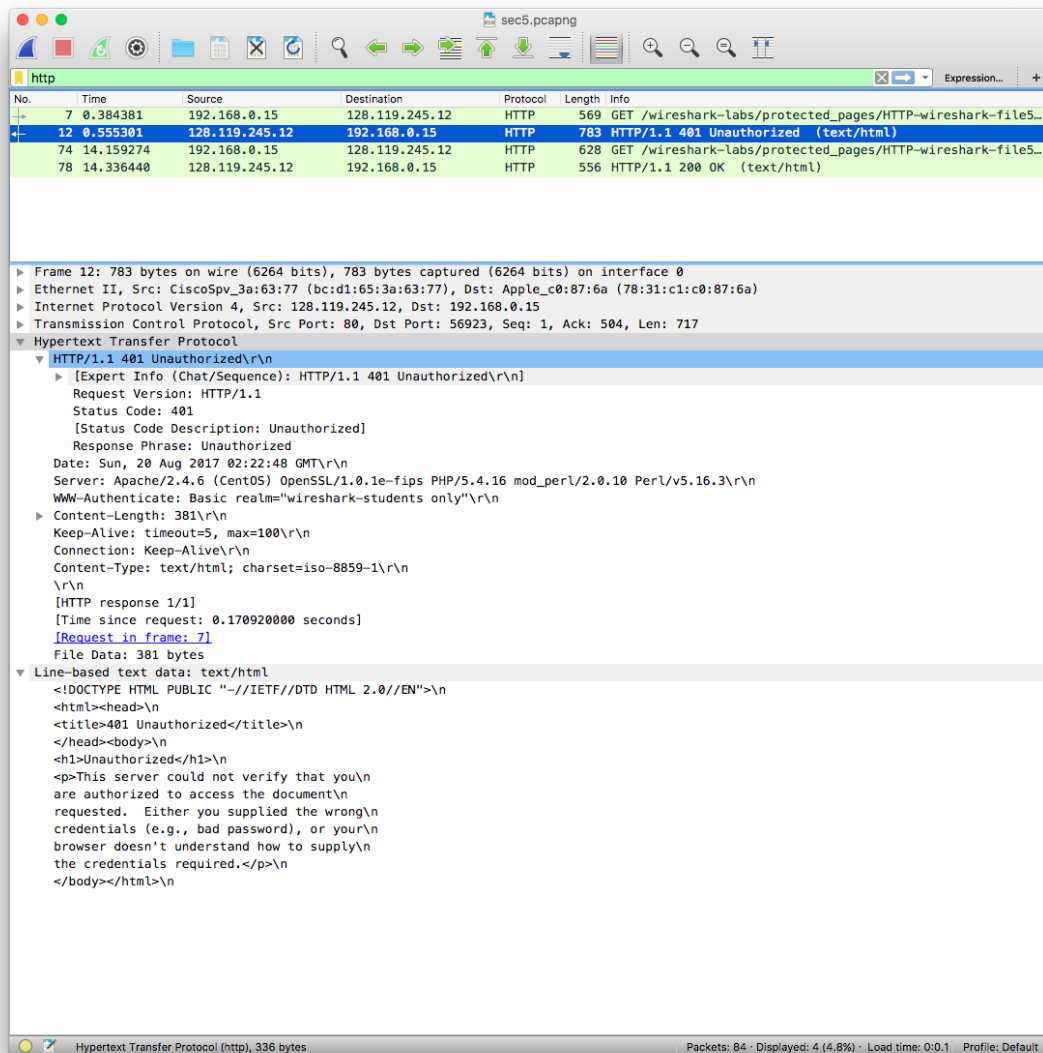 sec5.pcapng
http
Expression...
+
No. Time Source Destination Protocol Length Info
7 0.384381 192.168.0.15 128.119.245.12 HTTP 569 GET /wireshark-labs/protected_pages/HTTP-wireshark-file5…
12 0.555301 128.119.245.12 192.168.0.15 HTTP 783 HTTP/1.1 401 Unauthorized  (text/html)
74 14.159274 192.168.0.15 128.119.245.12 HTTP 628 GET /wireshark-labs/protected_pages/HTTP-wireshark-file5…
78 14.336440 128.119.245.12 192.168.0.15 HTTP 556 HTTP/1.1 200 OK  (text/html)
Frame 12: 783 bytes on wire (6264 bits), 783 bytes captured (6264 bits) on interface 0
Ethernet II, Src: CiscoSpv_3a:63:77 (bc:d1:65:3a:63:77), Dst: Apple_c0:87:6a (78:31:c1:c0:87:6a)
Internet Protocol Version 4, Src: 128.119.245.12, Dst: 192.168.0.15
Transmission Control Protocol, Src Port: 80, Dst Port: 56923, Seq: 1, Ack: 504, Len: 717
Hypertext Transfer Protocol
HTTP/1.1 401 Unauthorized\r\n
[Expert Info (Chat/Sequence): HTTP/1.1 401 Unauthorized\r\n]
Request Version: HTTP/1.1
Status Code: 401
[Status Code Description: Unauthorized]
Response Phrase: Unauthorized
Date: Sun, 20 Aug 2017 02:22:48 GMT\r\n
Server: Apache/2.4.6 (CentOS) OpenSSL/1.0.1e-fips PHP/5.4.16 mod_perl/2.0.10 Perl/v5.16.3\r\n
WWW-Authenticate: Basic realm="wireshark-students only"\r\n
Content-Length: 381\r\n
Keep-Alive: timeout=5, max=100\r\n
Connection: Keep-Alive\r\n
Content-Type: text/html; charset=iso-8859-1\r\n
\r\n
[HTTP response 1/1]
[Time since request: 0.170920000 seconds]
[Request in frame: 7]
File Data: 381 bytes
Line-based text data: text/html
<!DOCTYPE HTML PUBLIC "-//IETF//DTD HTML 2.0//EN">\n
<html><head>\n
<title>401 Unauthorized</title>\n
</head><body>\n
<h1>Unauthorized</h1>\n
<p>This server could not verify that you\n
are authorized to access the document\n
requested.  Either you supplied the wrong\n
credentials (e.g., bad password), or your\n
browser doesn't understand how to supply\n
the credentials required.</p>\n
</body></html>\n
Hypertext Transfer Protocol (http), 336 bytes Packets: 84 · Displayed: 4 (4.8%) · Load time: 0:0.1 Profile: Default